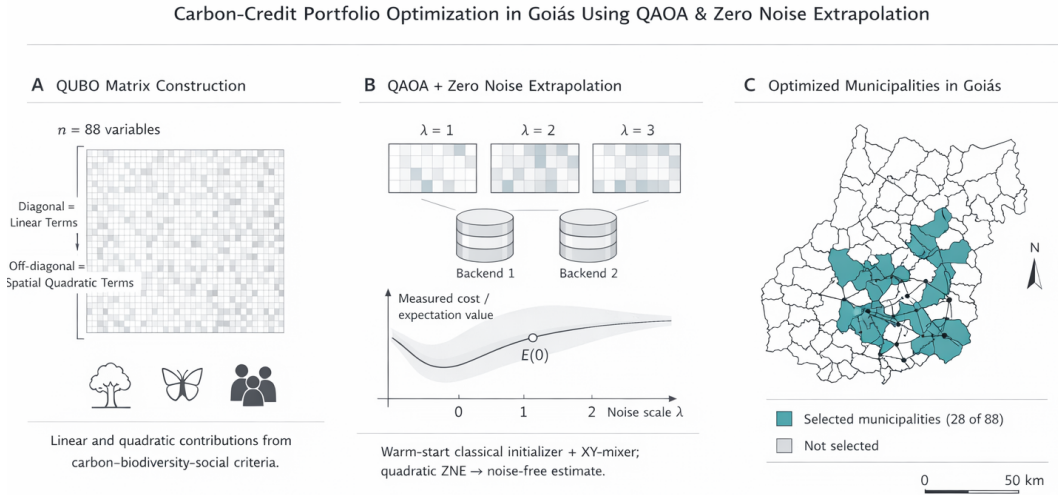 Carbon-Credit Portfolio Optimization in Goiás Using QAOA & Zero Noise Extrapolation
A QUBO Matrix Construction
n = 88 variables
Diagonal =
Linear Terms
Off-diagonal =
Spatial Quadratic Terms
Linear and quadratic contributions from
carbon-biodiversity-social criteria.
B QAOA + Zero Noise Extrapolation
λ = 1 λ = 2 λ = 3
Backend 1 Backend 2
Measured cost /
expectation value
E(0)
0 1 2 Noise scale λ
Warm-start classical initializer + XY-mixer;
quadratic ZNE → noise-free estimate.
C Optimized Municipalities in Goiás
N
Selected municipalities (28 of 88)
Not selected
0 50 km